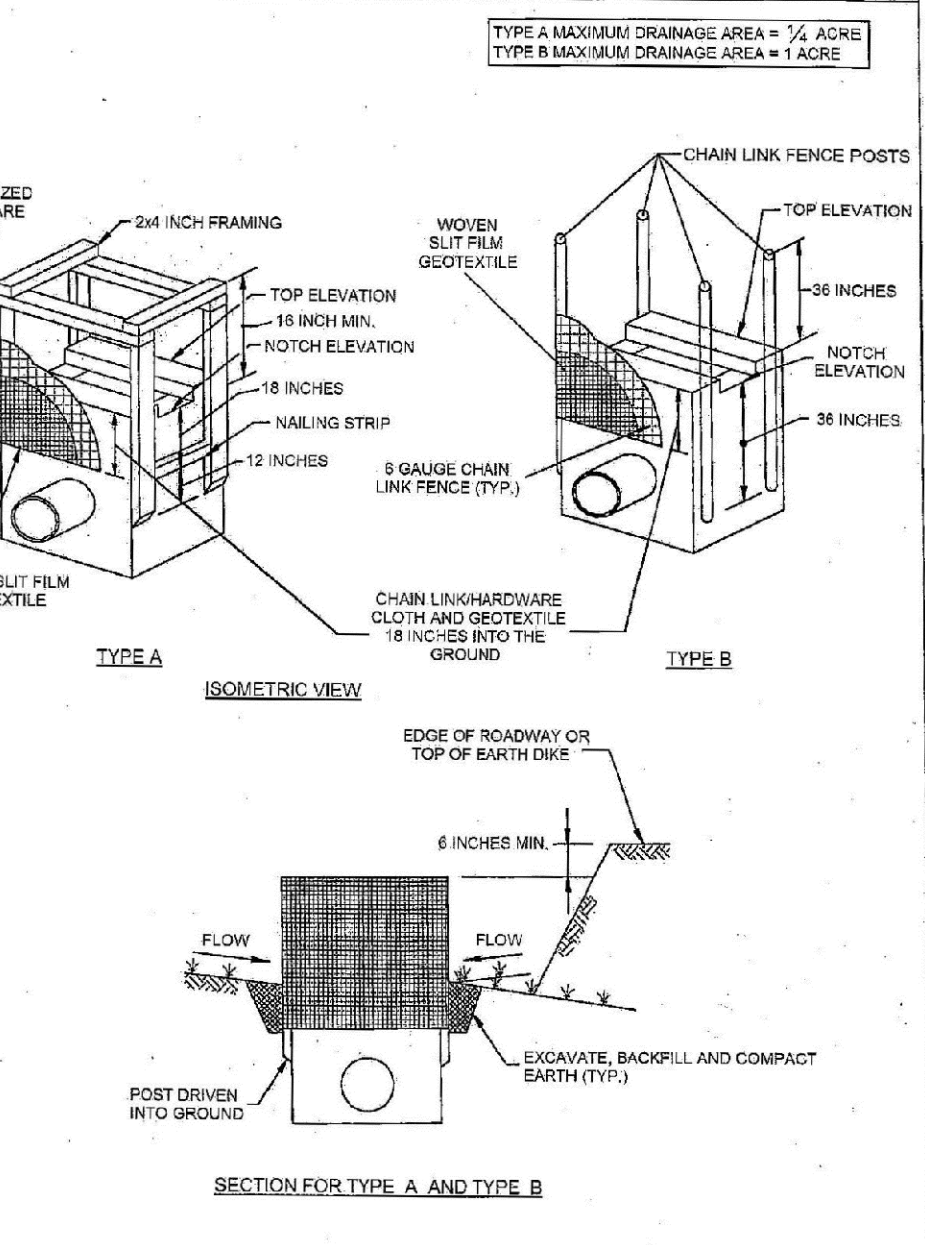 TYPE A MAXIMUM DRAINAGE AREA = 1/4 ACRE
TYPE B MAXIMUM DRAINAGE AREA = 1 ACRE
CHAIN LINK FENCE POSTS
IZED
ARE
2x4 INCH FRAMING
WOVEN
SLIT FILM
GEOTEXTILE
TOP ELEVATION
TOP ELEVATION
16 INCH MIN.
NOTCH ELEVATION
36 INCHES
NOTCH
ELEVATION
18 INCHES
NAILING STRIP
36 INCHES
12 INCHES
6 GAUGE CHAIN
LINK FENCE (TYP.)
SLIT FILM
EXTILE
CHAIN LINK/HARDWARE
CLOTH AND GEOTEXTILE
18 INCHES INTO THE
GROUND
TYPE A
TYPE B
ISOMETRIC VIEW
EDGE OF ROADWAY OR
TOP OF EARTH DIKE
6 INCHES MIN.
FLOW
FLOW
EXCAVATE, BACKFILL AND COMPACT
EARTH (TYP.)
POST DRIVEN
INTO GROUND
SECTION FOR TYPE A AND TYPE B